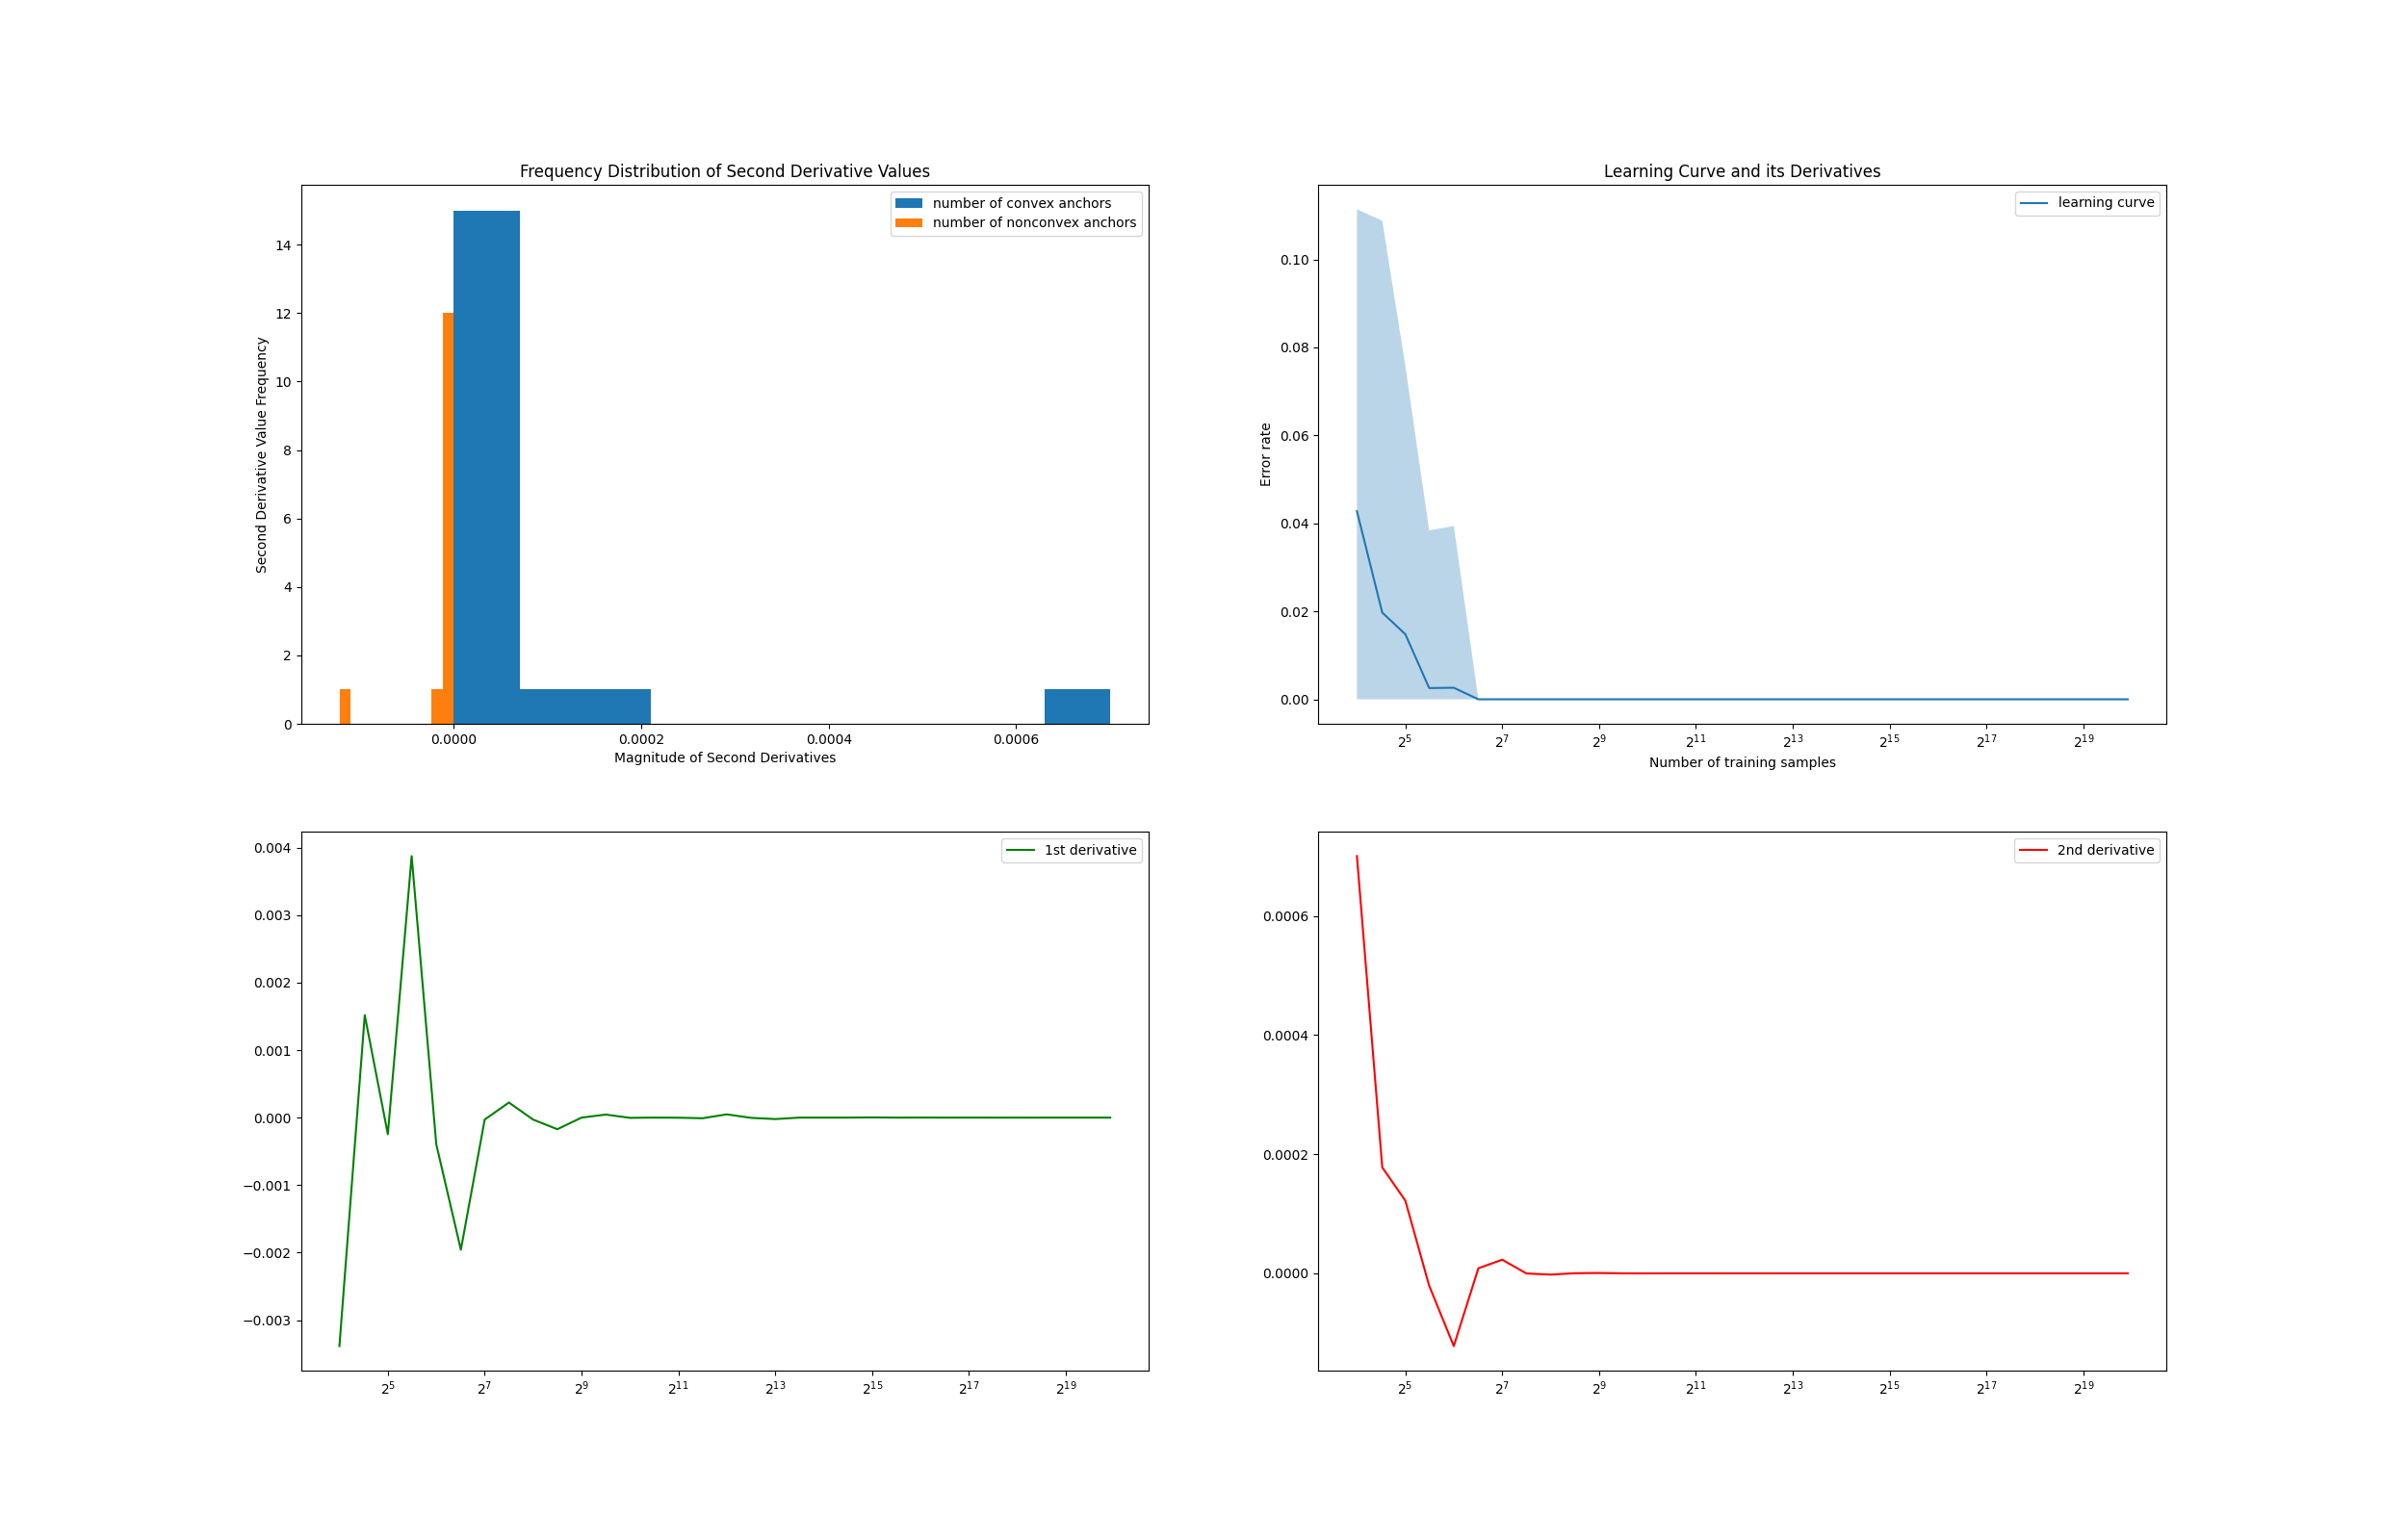 Frequency Distribution of Second Derivative Values
number of convex anchors
number of nonconvex anchors
Second Derivative Value Frequency
14
12
10
8
6
4
2
0
0.0000 0.0002 0.0004 0.0006
Magnitude of Second Derivatives
Learning Curve and its Derivatives
learning curve
Error rate
0.10
0.08
0.06
0.04
0.02
0.00
2^5 2^7 2^9 2^11 2^13 2^15 2^17 2^19
Number of training samples
1st derivative
0.004
0.003
0.002
0.001
0.000
−0.001
−0.002
−0.003
2^5 2^7 2^9 2^11 2^13 2^15 2^17 2^19
2nd derivative
0.0006
0.0004
0.0002
0.0000
2^5 2^7 2^9 2^11 2^13 2^15 2^17 2^19